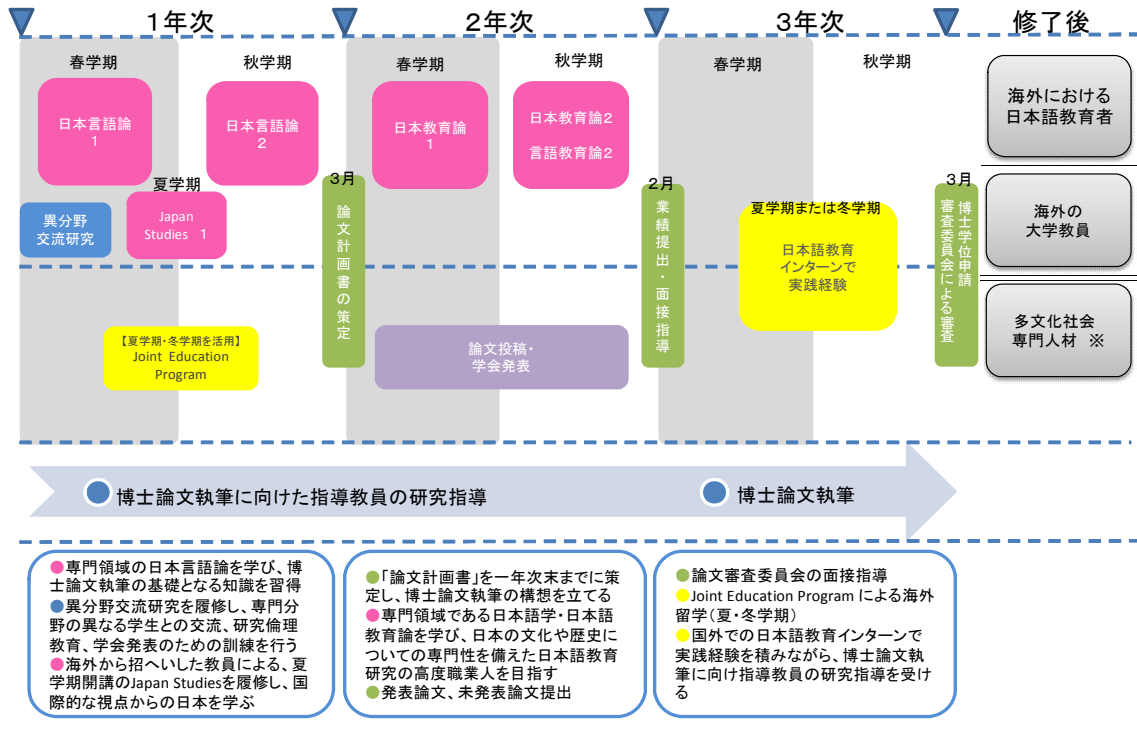 １年次
２年次
３年次
修了後
春学期
秋学期
春学期
秋学期
春学期
秋学期
日本言語論
1
日本言語論
2
日本教育論
1
日本教育論2
言語教育論2
海外における
日本語教育者
異分野
交流研究
夏学期
Japan
Studies 1
3月
論文計画書の策定
2月
業績提出・面接指導
夏学期または冬学期
日本語教育
インターンで
実践経験
3月
博士学位申請
審査委員会による審査
海外の
大学教員
【夏学期・冬学期を活用】
Joint Education
Program
論文投稿・
学会発表
多文化社会
専門人材 ※
博士論文執筆に向けた指導教員の研究指導
博士論文執筆
●専門領域の日本言語論を学び、博
士論文執筆の基礎となる知識を習得
●異分野交流研究を履修し、専門分
野の異なる学生との交流、研究倫理
教育、学会発表のための訓練を行う
●海外から招へいした教員による、夏
学期開講のJapan Studiesを履修し、国
際的な視点からの日本を学ぶ
●「論文計画書」を一年次末までに策
定し、博士論文執筆の構想を立てる
●専門領域である日本語学・日本語
教育論を学び、日本の文化や歴史に
ついての専門性を備えた日本語教育
研究の高度職業人を目指す
●発表論文、未発表論文提出
●論文審査委員会の面接指導
●Joint Education Program による海外
留学（夏・冬学期）
●国外での日本語教育インターンで
実践経験を積みながら、博士論文執
筆に向け指導教員の研究指導を受け
る